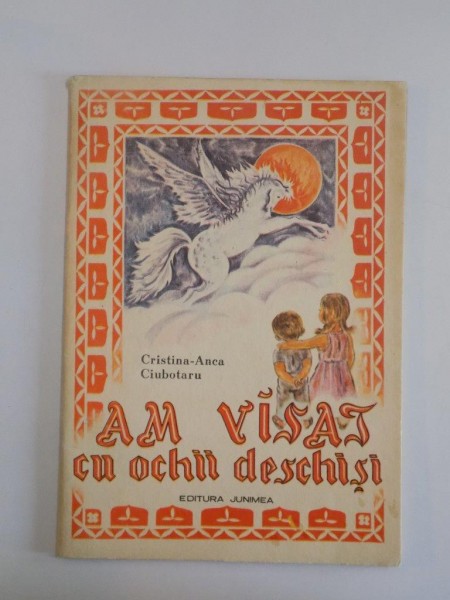 Cristina-Anca
Ciubotaru
AM VISAT
cu ochii deschiși
EDITURA JUNIMEA